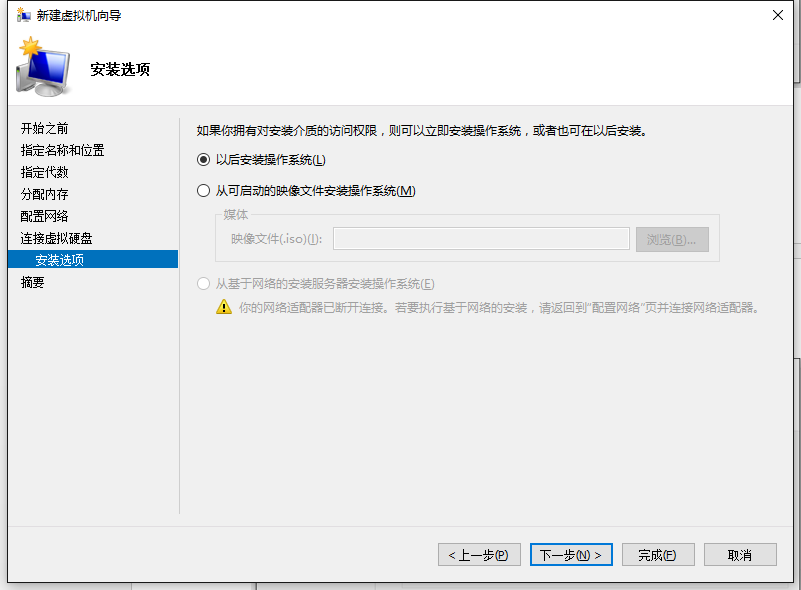 新建虚拟机向导
安装选项
开始之前
指定名称和位置
指定代数
分配内存
配置网络
连接虚拟硬盘
安装选项
摘要
如果你拥有对安装介质的访问权限，则可以立即安装操作系统，或者也可在以后安装。
以后安装操作系统(L)
从可启动的映像文件安装操作系统(M)
媒体
映像文件(.iso)(I):
浏览(B)...
从基于网络的安装服务器安装操作系统(E)
你的网络适配器已断开连接。若要执行基于网络的安装，请返回到“配置网络”页并连接网络适配器。
< 上一步(P)
下一步(N) >
完成(F)
取消